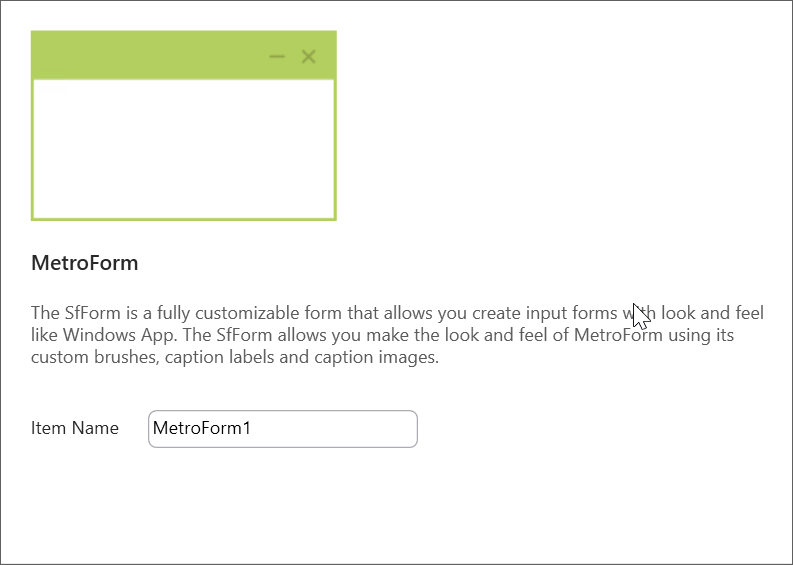 MetroForm
The SfForm is a fully customizable form that allows you create input forms with look and feel
like Windows App. The SfForm allows you make the look and feel of MetroForm using its
custom brushes, caption labels and caption images.
Item Name MetroForm1